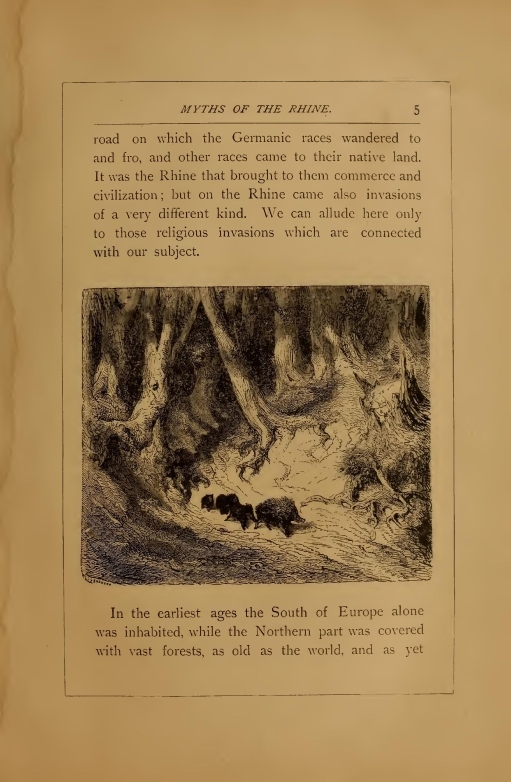 MYTHS OF THE RHINE. 5
road on which the Germanic races wandered to
and fro, and other races came to their native land.
It was the Rhine that brought to them commerce and
civilization; but on the Rhine came also invasions
of a very different kind. We can allude here only
to those religious invasions which are connected
with our subject.
In the earliest ages the South of Europe alone
was inhabited, while the Northern part was covered
with vast forests, as old as the world, and as yet